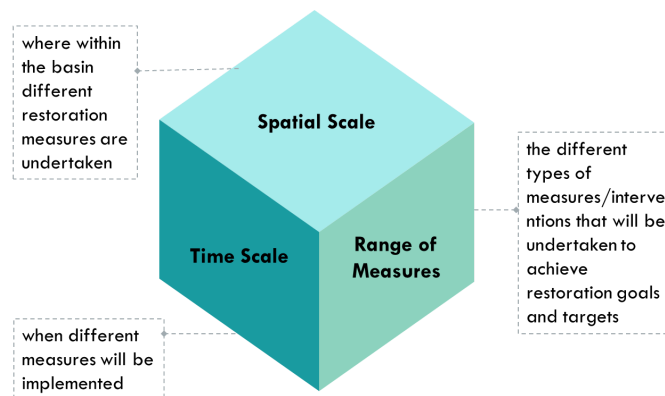 where within
the basin
different
restoration
measures are
undertaken
Spatial Scale
the different
types of
measures/interve
ntions that will be
undertaken to
achieve
restoration goals
and targets
Time Scale
Range of
Measures
when different
measures will be
implemented